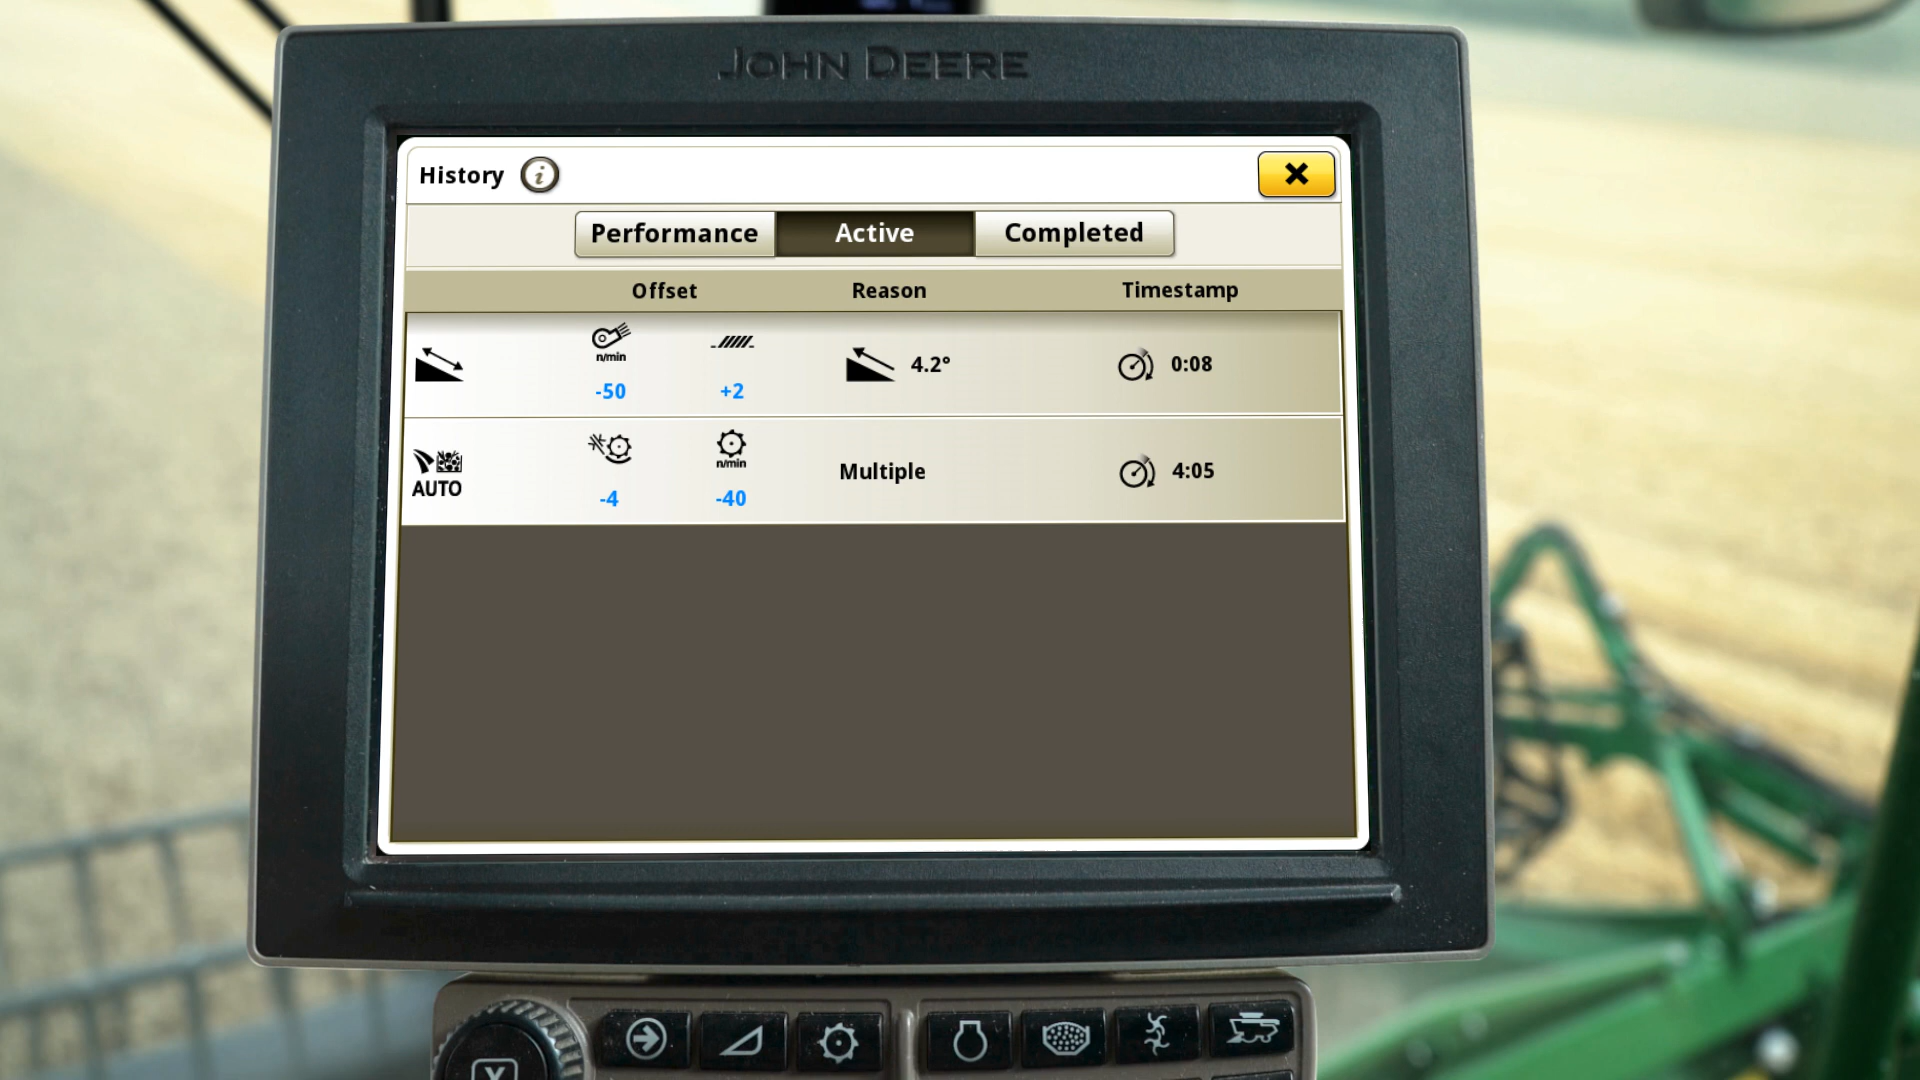 JOHN DEERE
History i
Performance Active Completed
Offset Reason Timestamp
n/min
-50 +2 4.2° 0:08
AUTO
n/min
-4 -40 Multiple 4:05